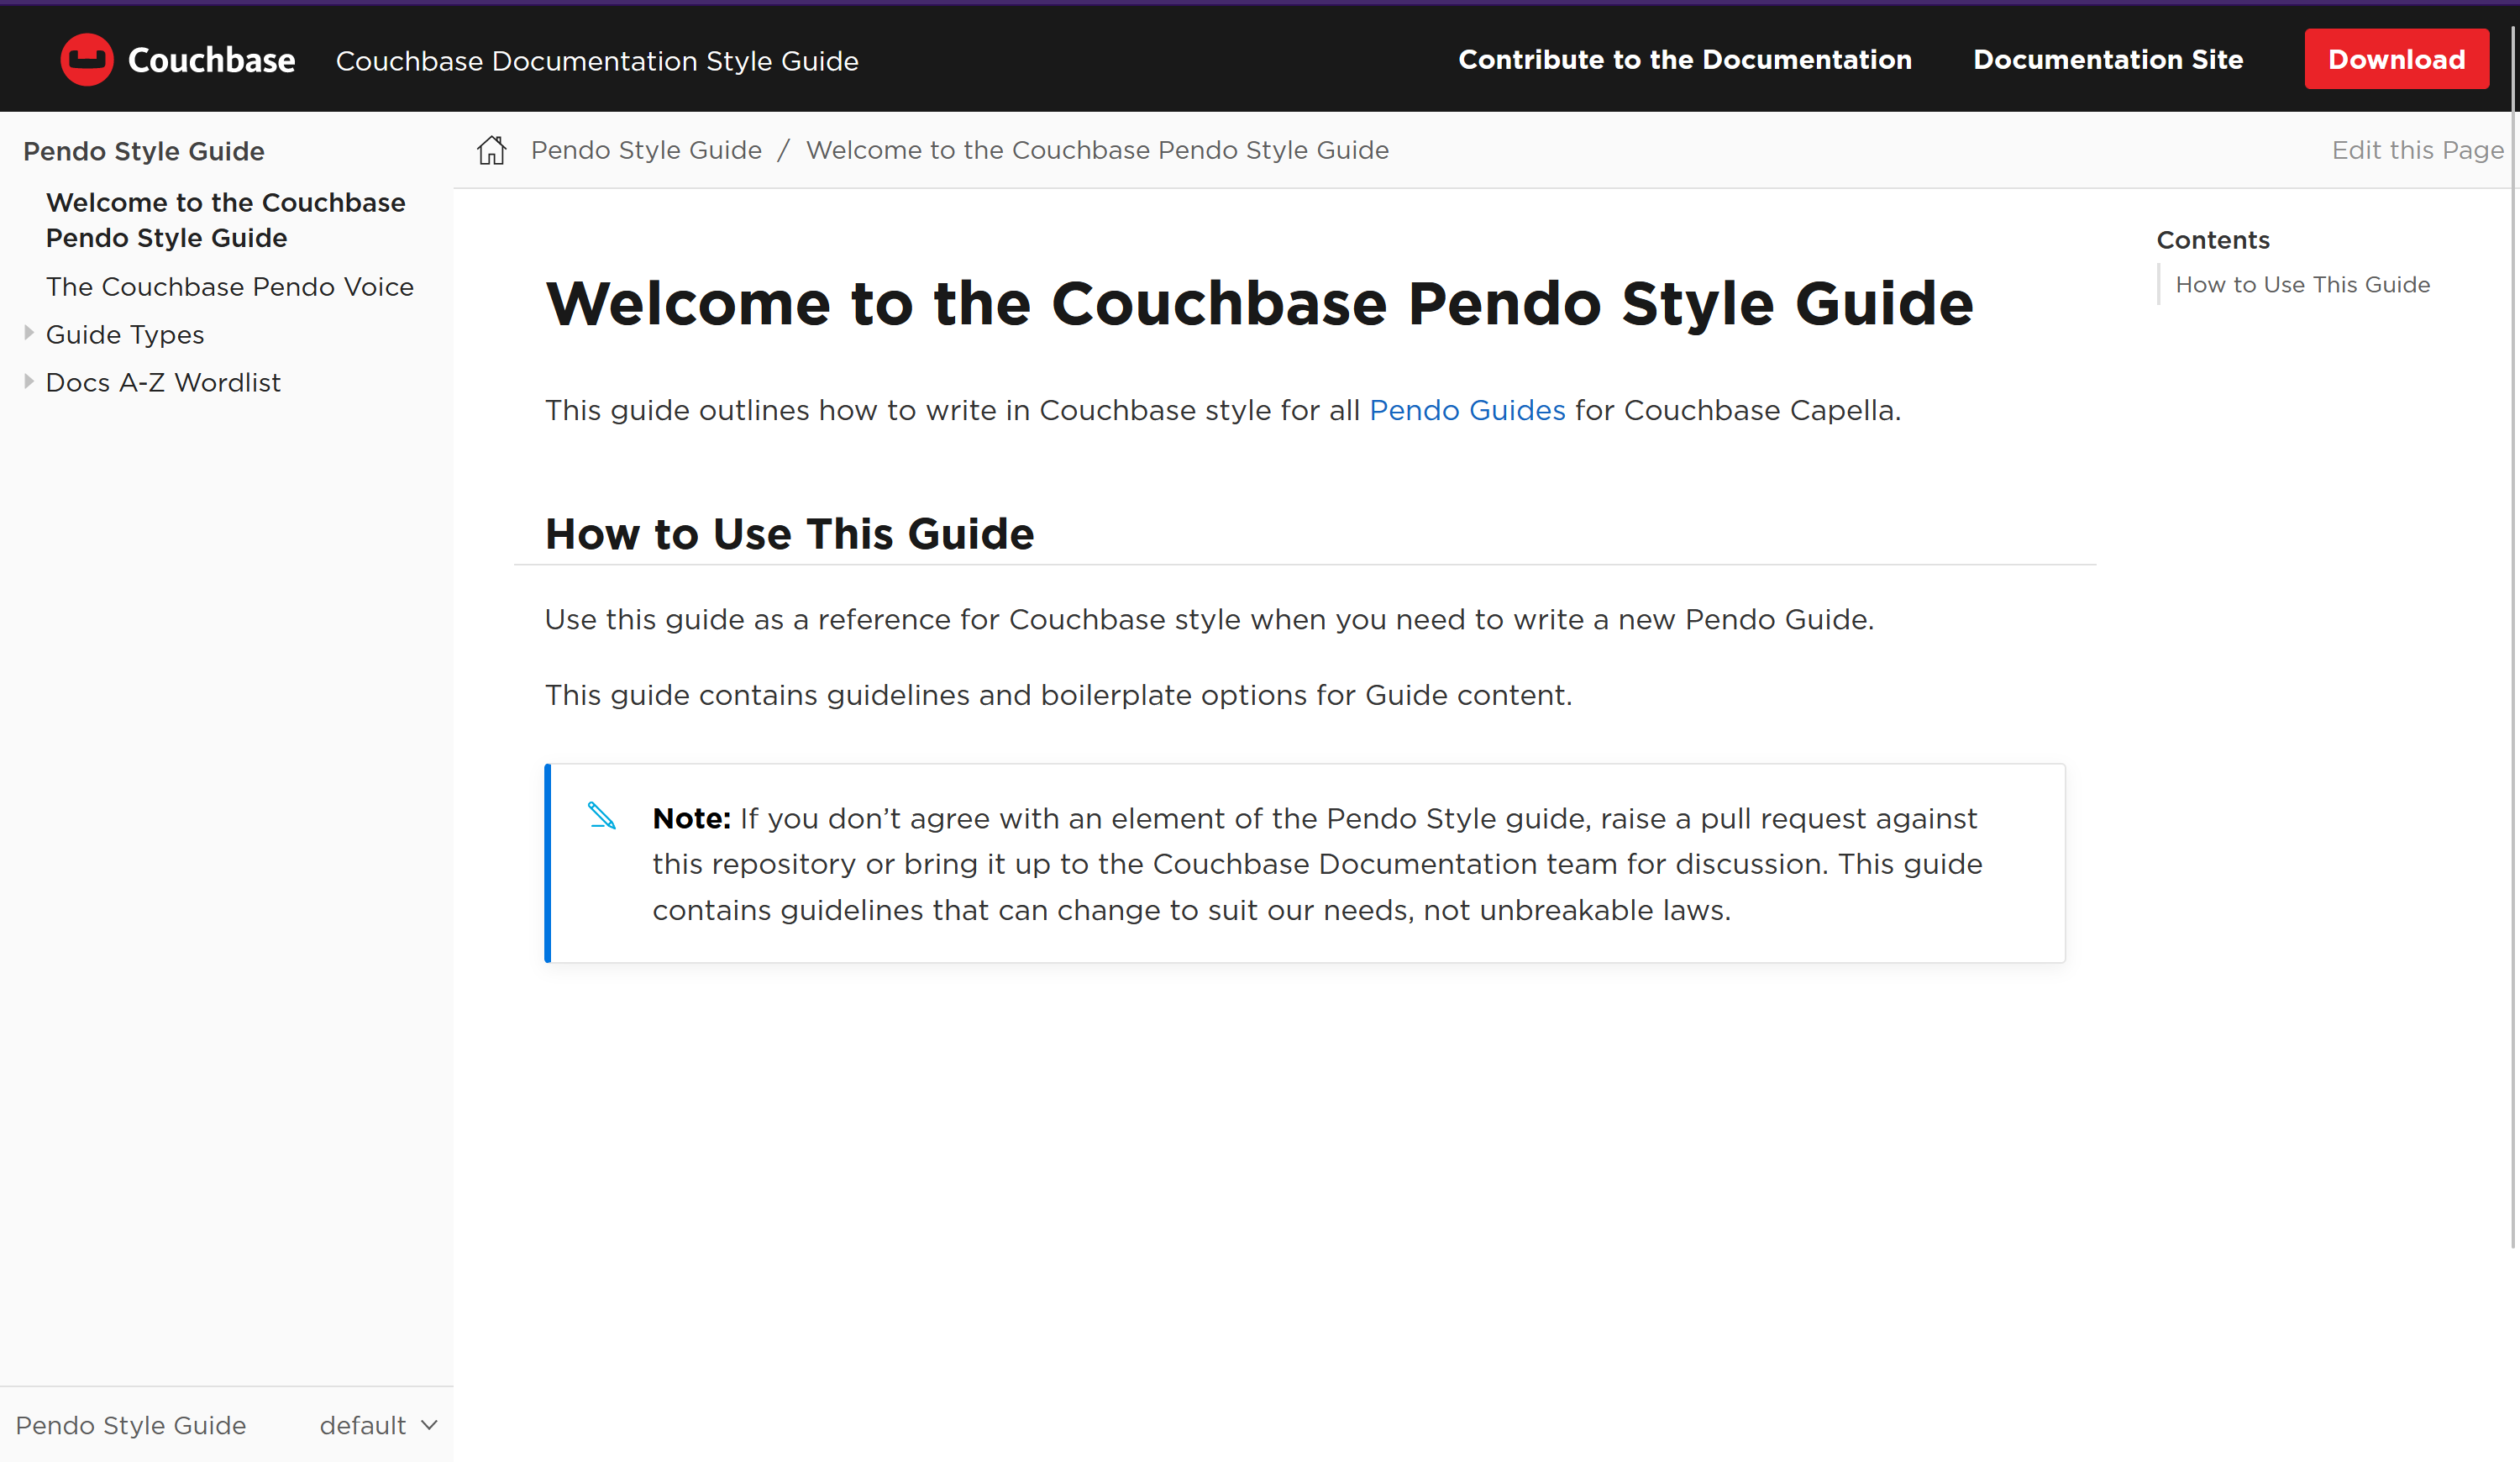 Couchbase
Couchbase Documentation Style Guide
Contribute to the Documentation
Documentation Site
Download
Pendo Style Guide
Welcome to the Couchbase
Pendo Style Guide
The Couchbase Pendo Voice
Guide Types
Docs A-Z Wordlist
Pendo Style Guide / Welcome to the Couchbase Pendo Style Guide
Edit this Page
Welcome to the Couchbase Pendo Style Guide
This guide outlines how to write in Couchbase style for all Pendo Guides for Couchbase Capella.
How to Use This Guide
Use this guide as a reference for Couchbase style when you need to write a new Pendo Guide.
This guide contains guidelines and boilerplate options for Guide content.
Note: If you don’t agree with an element of the Pendo Style guide, raise a pull request against
this repository or bring it up to the Couchbase Documentation team for discussion. This guide
contains guidelines that can change to suit our needs, not unbreakable laws.
Contents
How to Use This Guide
Pendo Style Guide
default